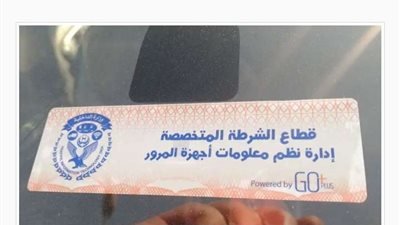 قطاع الشرطة المتخصصة
إدارة نظم معلومات أجهزة المرور
Powered by GO+ PLUS